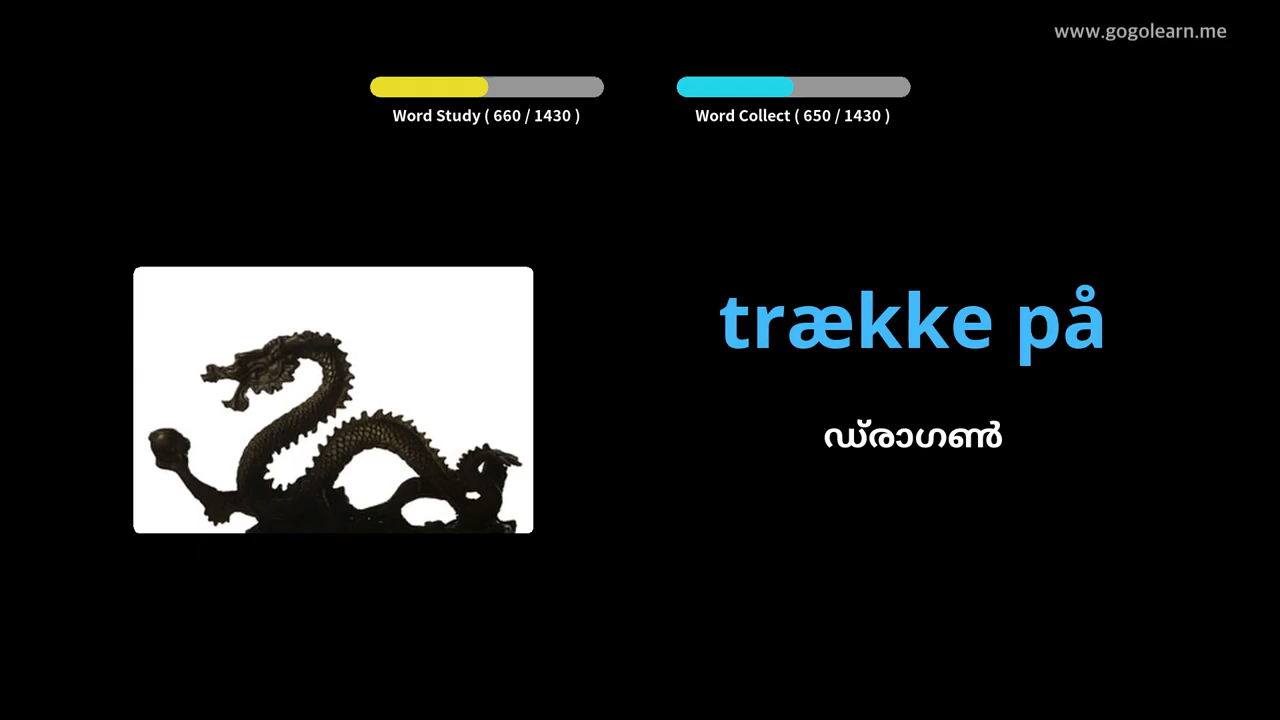 www.gogolearn.me
Word Study ( 660 / 1430 )
Word Collect ( 650 / 1430 )
trække på
ഡ്രാഗൺ